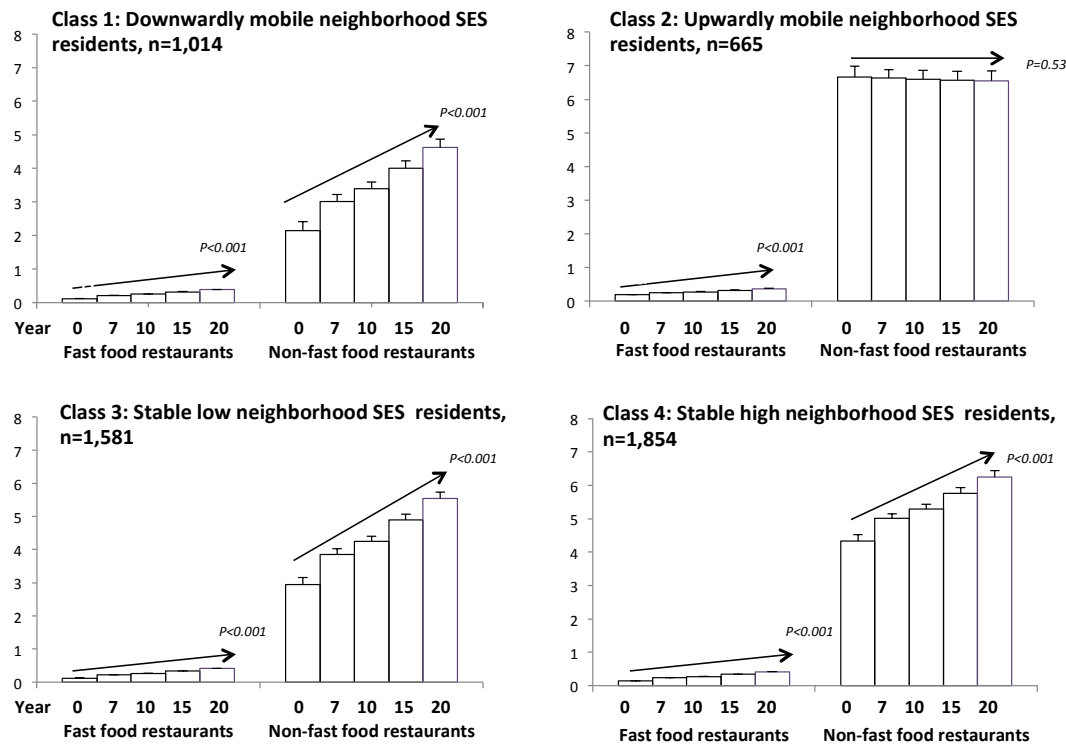 Class 1: Downwardly mobile neighborhood SES
residents, n=1,014
8
7
6
5
4
3
2
1
0
P<0.001
P<0.001
Year 0 7 10 15 20 0 7 10 15 20
Fast food restaurants Non-fast food restaurants
Class 2: Upwardly mobile neighborhood SES
residents, n=665
8
7
6
5
4
3
2
1
0
P=0.53
P<0.001
0 7 10 15 20 0 7 10 15 20
Fast food restaurants Non-fast food restaurants
Class 3: Stable low neighborhood SES residents,
n=1,581
8
7
6
5
4
3
2
1
0
P<0.001
P<0.001
Year 0 7 10 15 20 0 7 10 15 20
Fast food restaurants Non-fast food restaurants
Class 4: Stable high neighborhood SES residents,
n=1,854
8
7
6
5
4
3
2
1
0
P<0.001
P<0.001
0 7 10 15 20 0 7 10 15 20
Fast food restaurants Non-fast food restaurants